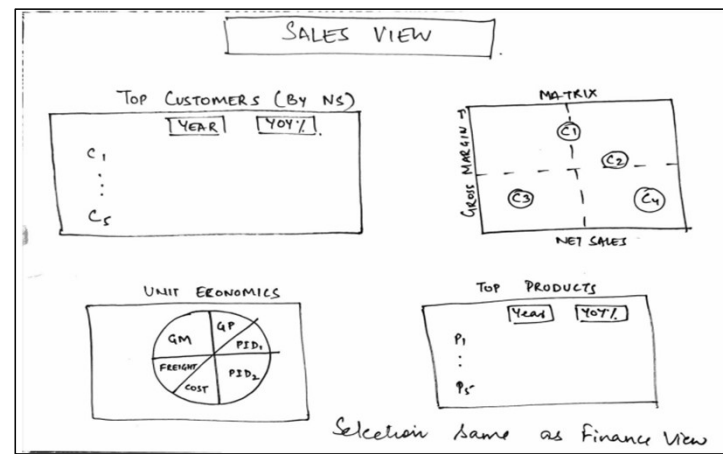 SALES VIEW
TOP CUSTOMERS (BY NS)
YEAR YOY%
C1
C5
MATRIX
GROSS MARGIN →
C1
C2
C3
C4
NET SALES
UNIT ECONOMICS
GM
GP
PID1
FREIGHT
COST
PID2
TOP PRODUCTS
Year YOY%
P1
P5
Selection same as Finance View